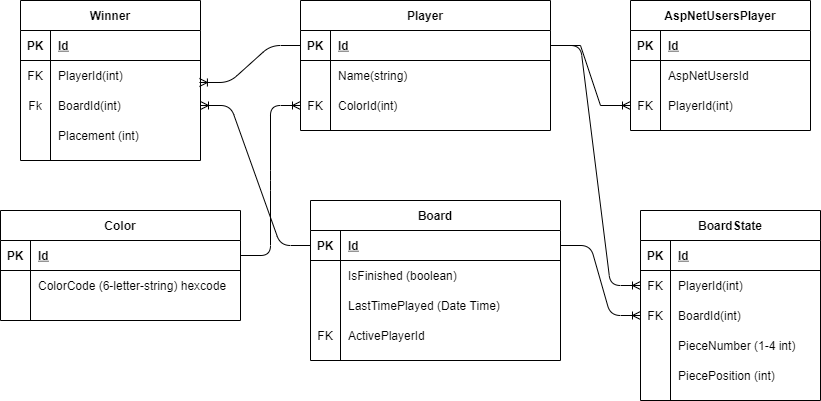 Winner
PK Id
FK PlayerId(int)
Fk BoardId(int)
Placement (int)
Player
PK Id
Name(string)
FK ColorId(int)
AspNetUsersPlayer
PK Id
AspNetUsersId
FK PlayerId(int)
Color
PK Id
ColorCode (6-letter-string) hexcode
Board
PK Id
IsFinished (boolean)
LastTimePlayed (Date Time)
FK ActivePlayerId
BoardState
PK Id
FK PlayerId(int)
FK BoardId(int)
PieceNumber (1-4 int)
PiecePosition (int)